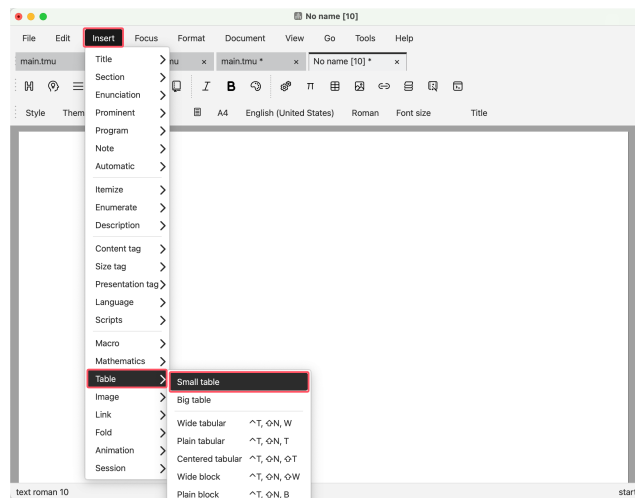 No name [10]
File Edit Insert Focus Format Document View Go Tools Help
main.tmu nu × main.tmu * × No name [10] * ×
Style Them A4 English (United States) Roman Font size Title
Title
Section
Enunciation
Prominent
Program
Note
Automatic
Itemize
Enumerate
Description
Content tag
Size tag
Presentation tag
Language
Scripts
Macro
Mathematics
Table
Image
Link
Fold
Animation
Session
Small table
Big table
Wide tabular ^T, ⇧N, W
Plain tabular ^T, ⇧N, T
Centered tabular ^T, ⇧N, ⇧T
Wide block ^T, ⇧N, ⇧W
Plain block ^T, ⇧N, B
text roman 10 start